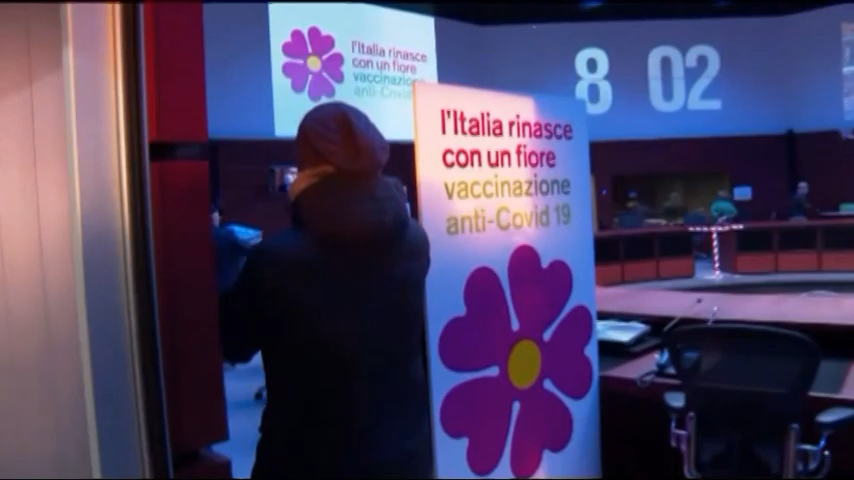 l'Italia rinasce
con un fiore
vaccinazione
anti-Covid
8 02
l'Italia rinasce
con un fiore
vaccinazione
anti-Covid 19